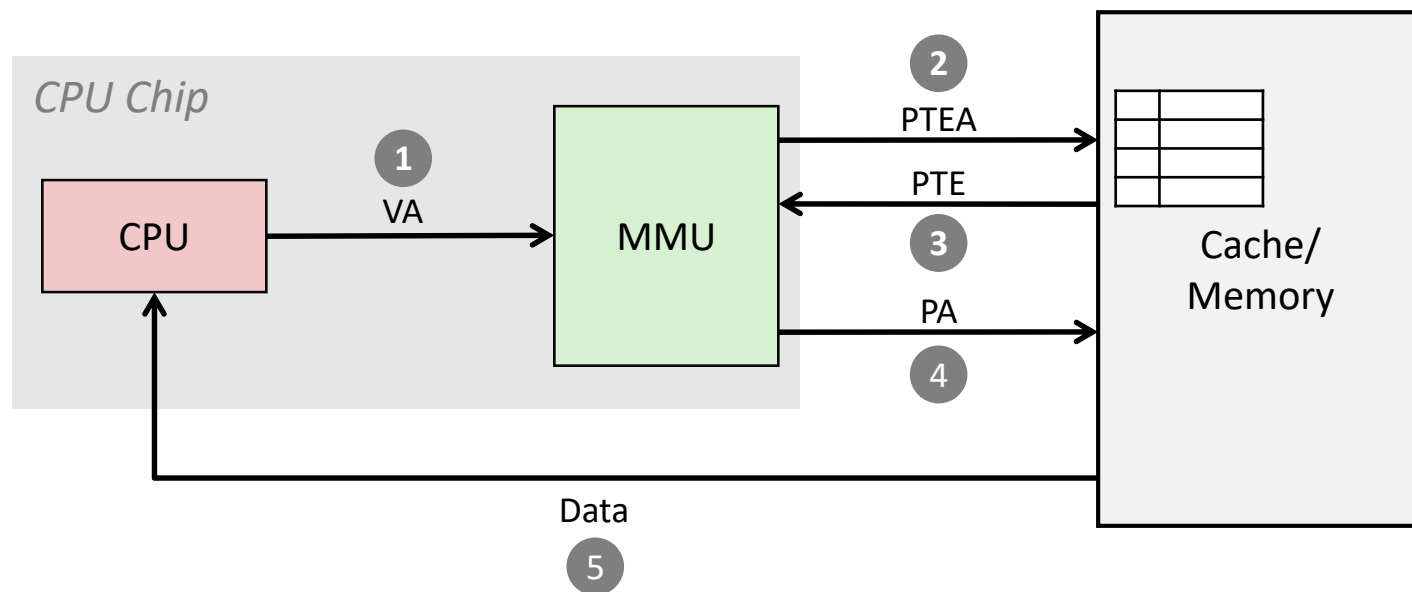 2
CPU Chip
PTEA
1
PTE
VA
CPU
MMU
3
Cache/
Memory
PA
4
Data
5